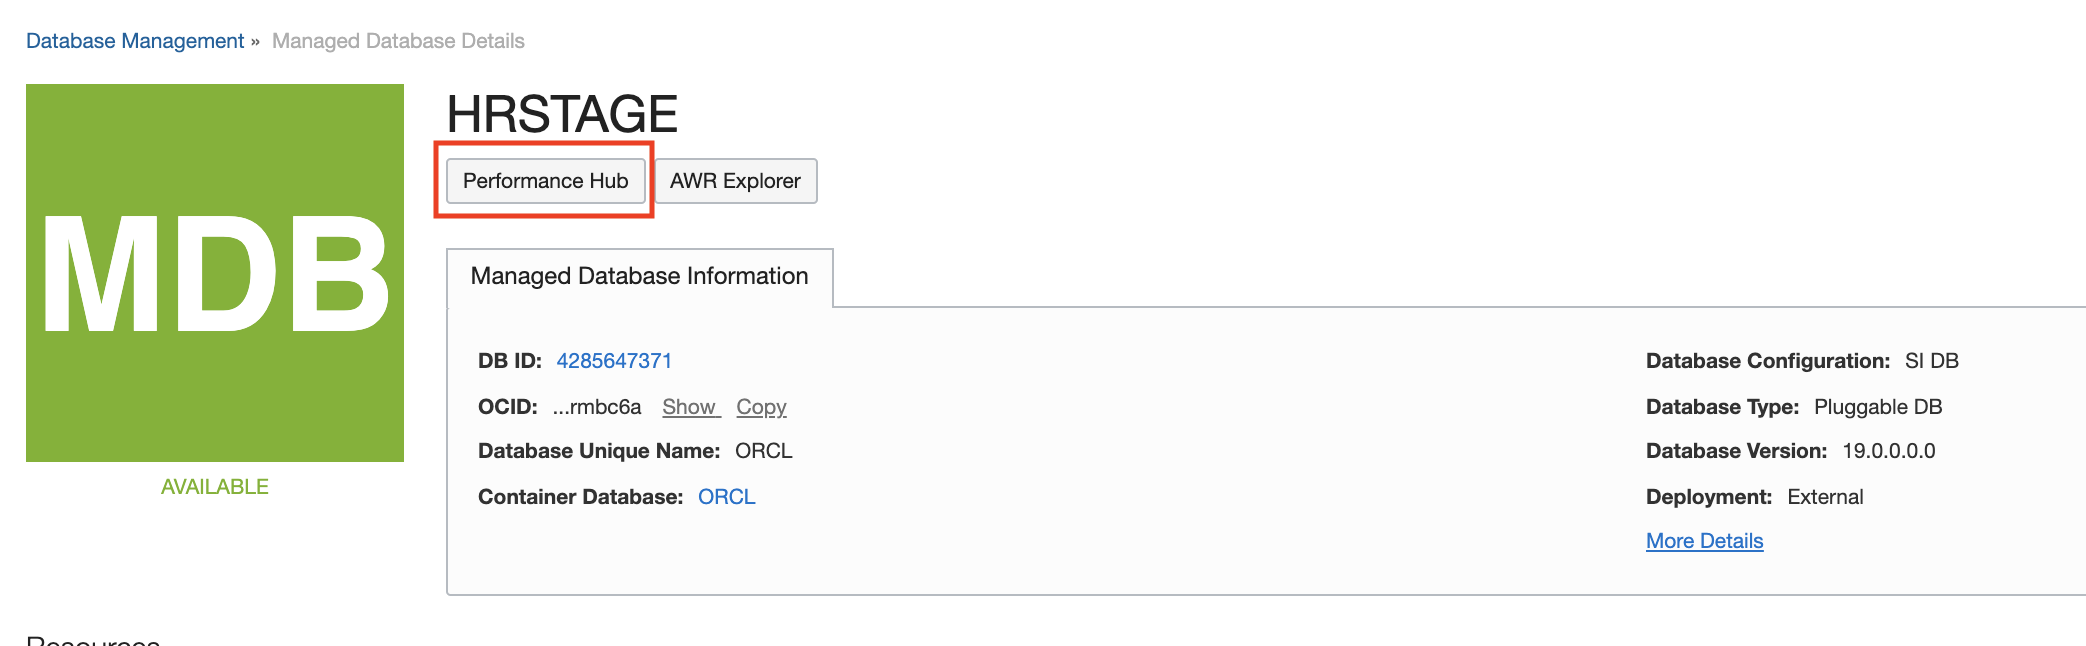 Database Management » Managed Database Details
MDB
AVAILABLE
HRSTAGE
Performance Hub
AWR Explorer
Managed Database Information
DB ID: 4285647371
OCID: ...rmbc6a Show Copy
Database Unique Name: ORCL
Container Database: ORCL
Database Configuration: SI DB
Database Type: Pluggable DB
Database Version: 19.0.0.0.0
Deployment: External
More Details
Resources